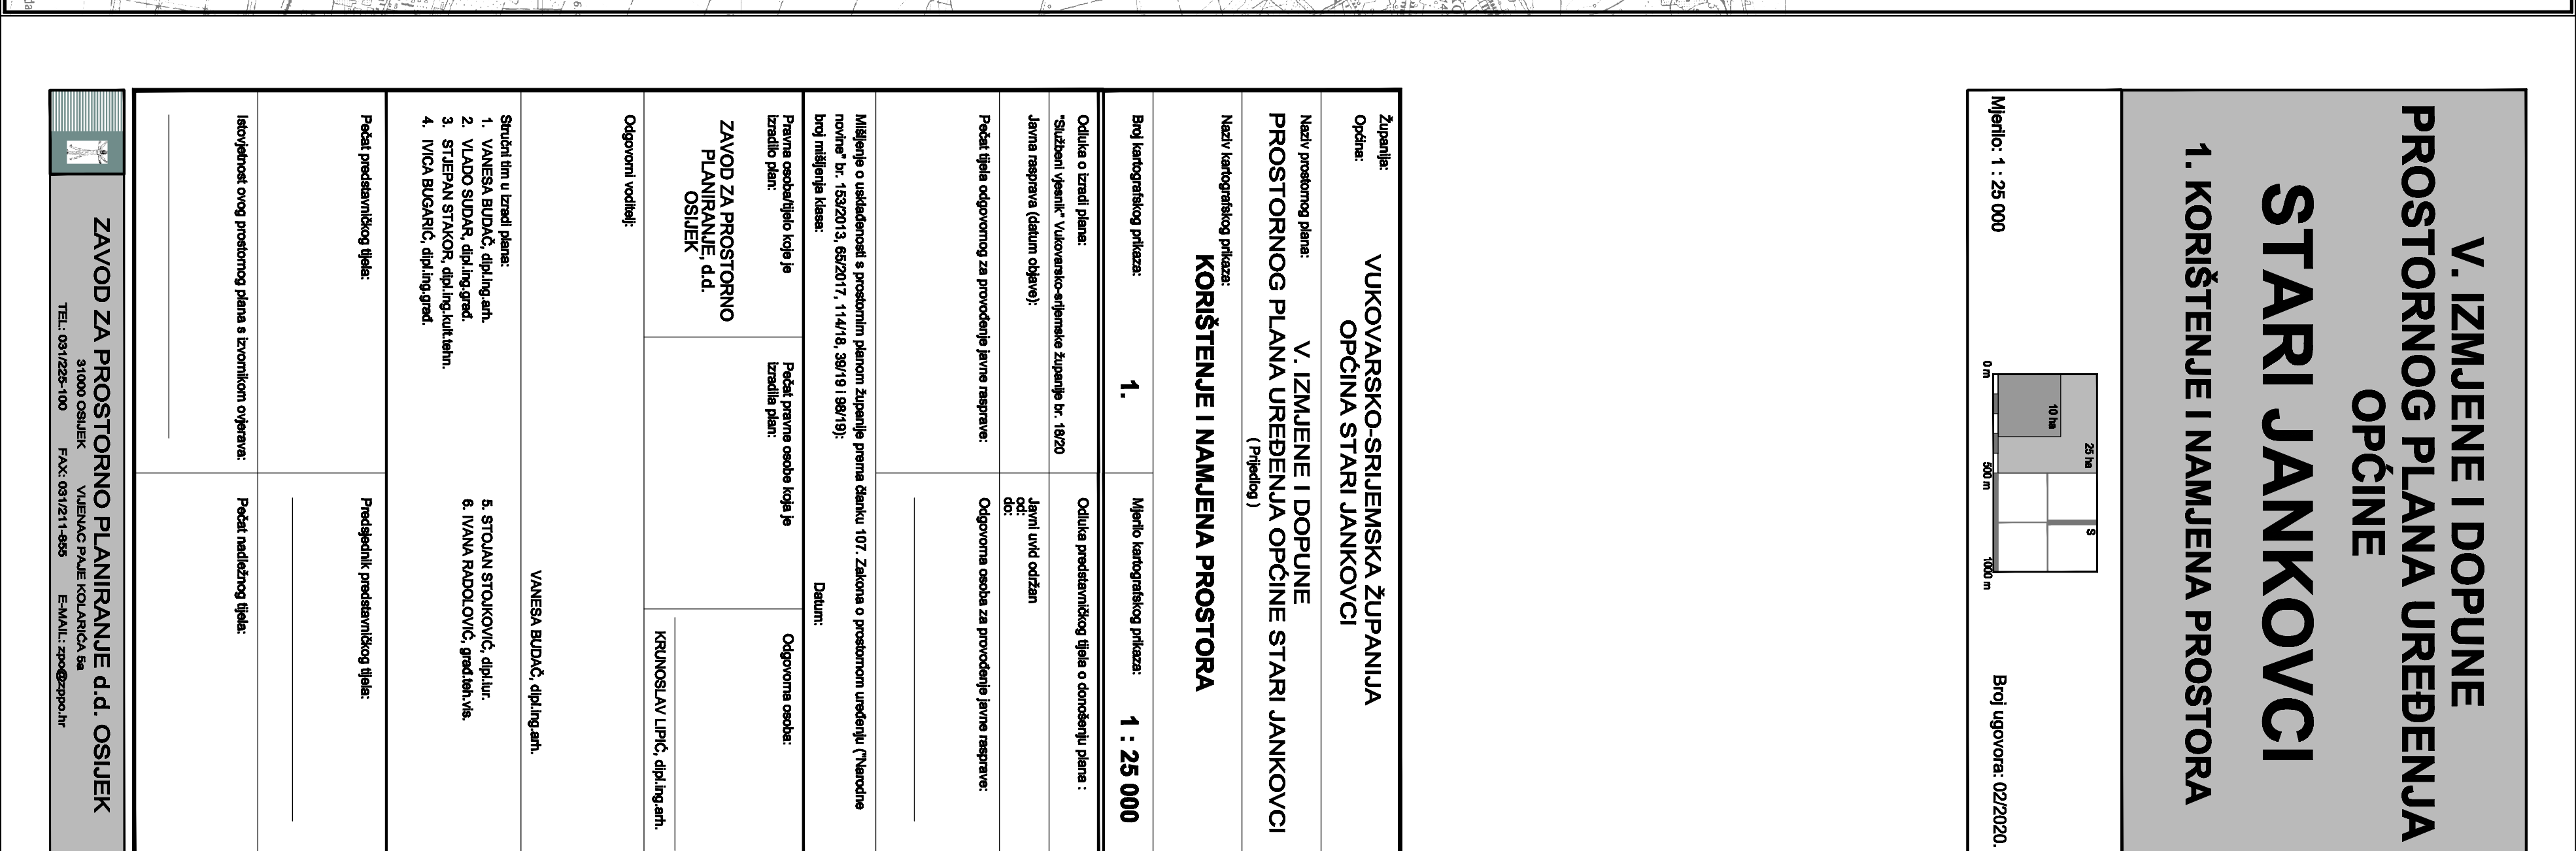 V. IZMJENE I DOPUNE
PROSTORNOG PLANA UREĐENJA
OPĆINE
STARI JANKOVCI
1. KORIŠTENJE I NAMJENA PROSTORA
Mjerilo: 1 : 25 000
25 ha
S
10 ha
0 m
500 m
1000 m
Broj ugovora: 02/2020.
Županija:
VUKOVARSKO-SRIJEMSKA ŽUPANIJA
Općina:
OPĆINA STARI JANKOVCI
Naziv prostornog plana:
V. IZMJENE I DOPUNE
PROSTORNOG PLANA UREĐENJA OPĆINE STARI JANKOVCI
( Prijedlog )
Naziv kartografskog prikaza:
KORIŠTENJE I NAMJENA PROSTORA
Broj kartografskog prikaza:
1.
Mjerilo kartografskog prikaza:
1 : 25 000
Odluka o izradi plana:
"Službeni vjesnik" Vukovarsko-srijemske županije br. 18/20
Odluka predstavničkog tijela o donošenju plana :
Javna rasprava (datum objave):
Javni uvid održan
od:
do:
Pečat tijela odgovornog za provođenje javne rasprave:
Odgovorna osoba za provođenje javne rasprave:
Mišljenje o usklađenosti s prostornim planom županije prema članku 107. Zakona o prostornom uređenju ("Narodne
novine" br. 153/2013, 65/2017, 114/18, 39/19 i 98/19):
broj mišljenja klasa:
Datum:
Pravna osoba/tijelo koje je
izradilo plan:
ZAVOD ZA PROSTORNO
PLANIRANJE, d.d.
OSIJEK
Pečat pravne osobe koja je
izradila plan:
Odgovorna osoba:
KRUNOSLAV LIPIĆ, dipl.ing.arh.
Odgovorni voditelj:
VANESA BUDAČ, dipl.ing.arh.
Stručni tim u izradi plana:
1. VANESA BUDAČ, dipl.ing.arh.
2. VLADO SUDAR, dipl.ing.građ.
3. STJEPAN STAKOR, dipl.ing.kult.tehn.
4. IVICA BUGARIĆ, dipl.ing.građ.
5. STOJAN STOJKOVIĆ, dipl.iur.
6. IVANA RADOLOVIĆ, građ.teh.vis.
Pečat predstavničkog tijela:
Predsjednik predstavničkog tijela:
Istovjetnost ovog prostornog plana s izvornikom ovjerava:
Pečat nadležnog tijela:
ZAVOD ZA PROSTORNO PLANIRANJE d.d. OSIJEK
31000 OSIJEK VIJENAC PAJE KOLARIĆA 5a
TEL: 031/225-100 FAX: 031/211-855 E-MAIL: zpo@zppo.hr